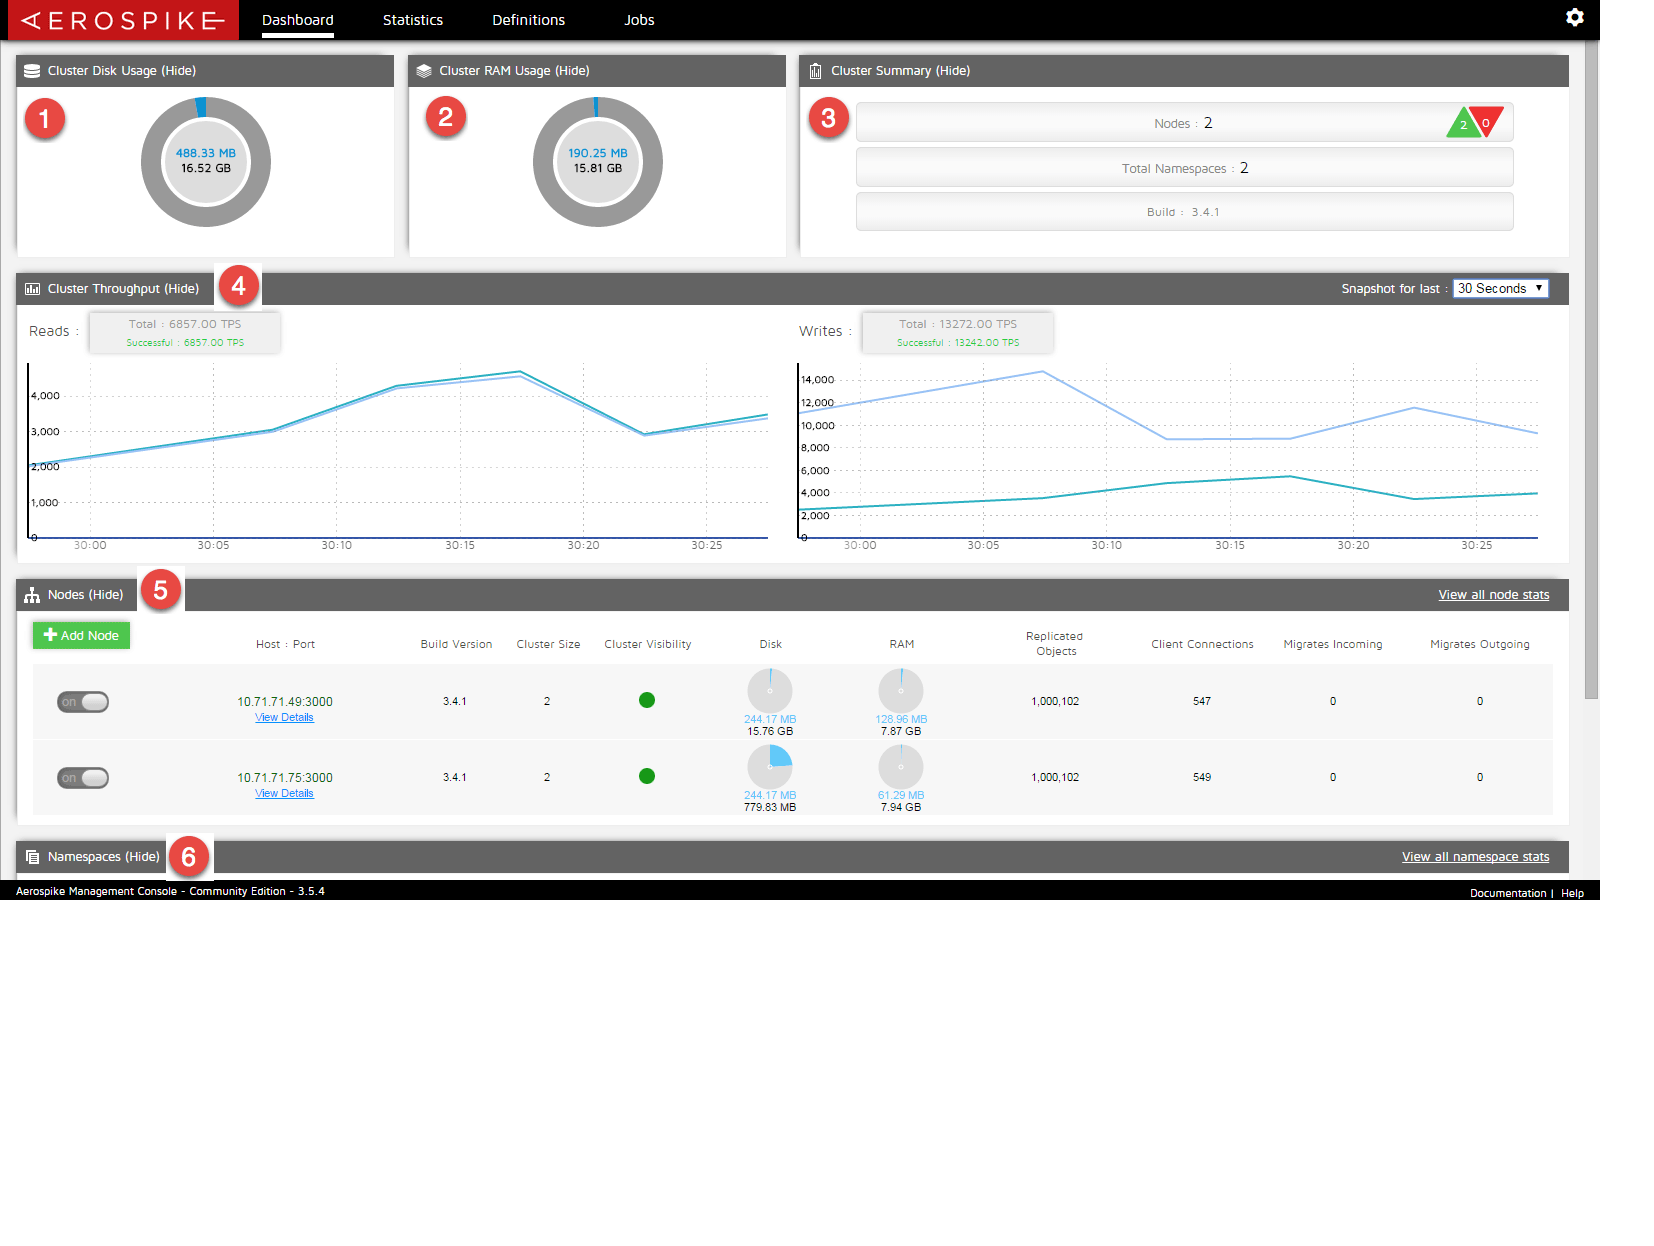 AEROSPIKE Dashboard Statistics Definitions Jobs
Cluster Disk Usage (Hide)
1
488.33 MB
16.52 GB
Cluster RAM Usage (Hide)
2
190.25 MB
15.81 GB
Cluster Summary (Hide)
3
Nodes : 2
2 0
Total Namespaces : 2
Build : 3.4.1
Cluster Throughput (Hide) 4 Snapshot for last : 30 Seconds
Reads :
Total : 6857.00 TPS
Successful : 6857.00 TPS
4,000
3,000
2,000
1,000
0
30:00 30:05 30:10 30:15 30:20 30:25
Writes :
Total : 13272.00 TPS
Successful : 13242.00 TPS
14,000
12,000
10,000
8,000
6,000
4,000
2,000
0
30:00 30:05 30:10 30:15 30:20 30:25
Nodes (Hide) 5 View all node stats
Add Node
Host : Port Build Version Cluster Size Cluster Visibility Disk RAM Replicated Objects Client Connections Migrates Incoming Migrates Outgoing
on 10.71.71.49:3000 3.4.1 2 1,000,102 547 0 0
View Details 244.17 MB 128.96 MB
15.76 GB 7.87 GB
on 10.71.71.75:3000 3.4.1 2 1,000,102 549 0 0
View Details 244.17 MB 61.29 MB
779.83 MB 7.94 GB
Namespaces (Hide) 6 View all namespace stats
Aerospike Management Console - Community Edition - 3.5.4 Documentation | Help